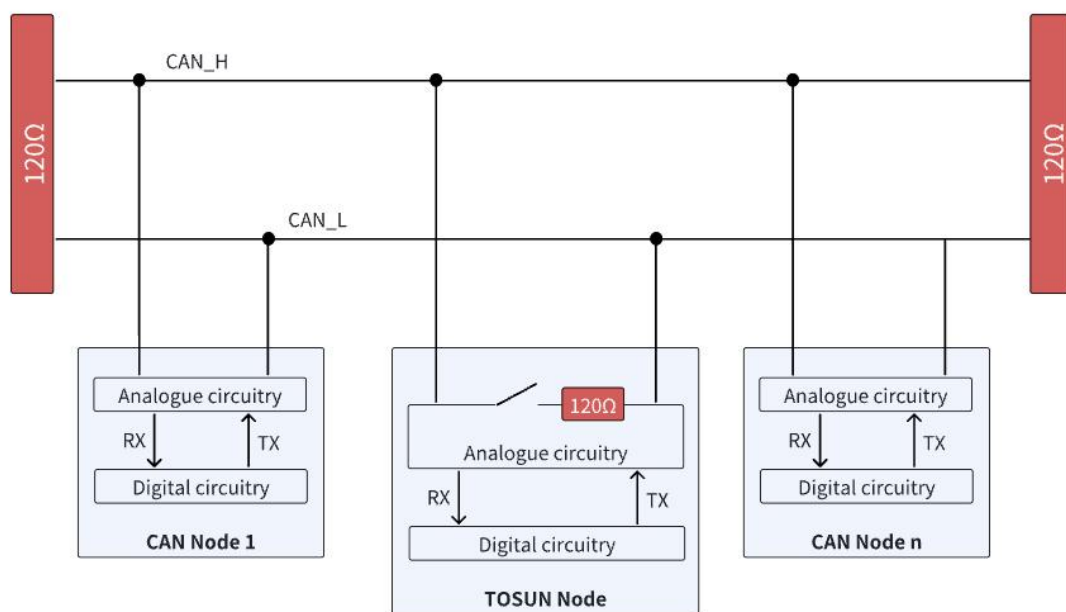 CAN_H
120Ω
120Ω
CAN_L
Analogue circuitry
RX
TX
Digital circuitry
CAN Node 1
120Ω
Analogue circuitry
RX
TX
Digital circuitry
TOSUN Node
Analogue circuitry
RX
TX
Digital circuitry
CAN Node n